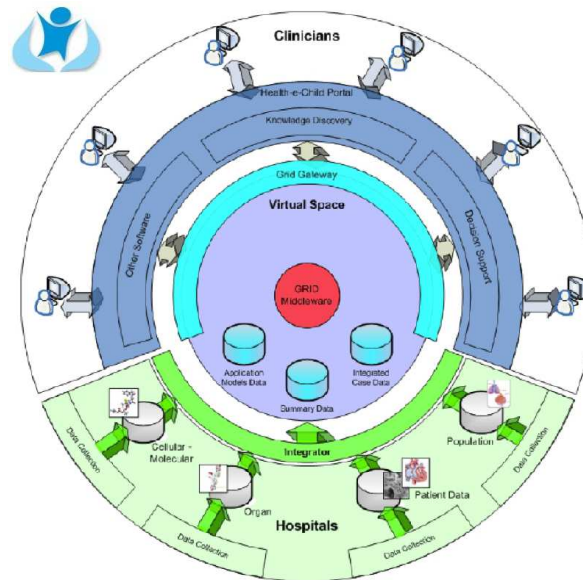 Clinicians
Health-e-Child Portal
Knowledge Discovery
Other Software
Decision Support
Grid Gateway
Virtual Space
GRID
Middleware
Application
Models Data
Integrated
Case Data
Summary Data
Integrator
Cellular -
Molecular
Population
Organ
Patient Data
Hospitals
Data Collection
Data Collection
Data Collection
Data Collection